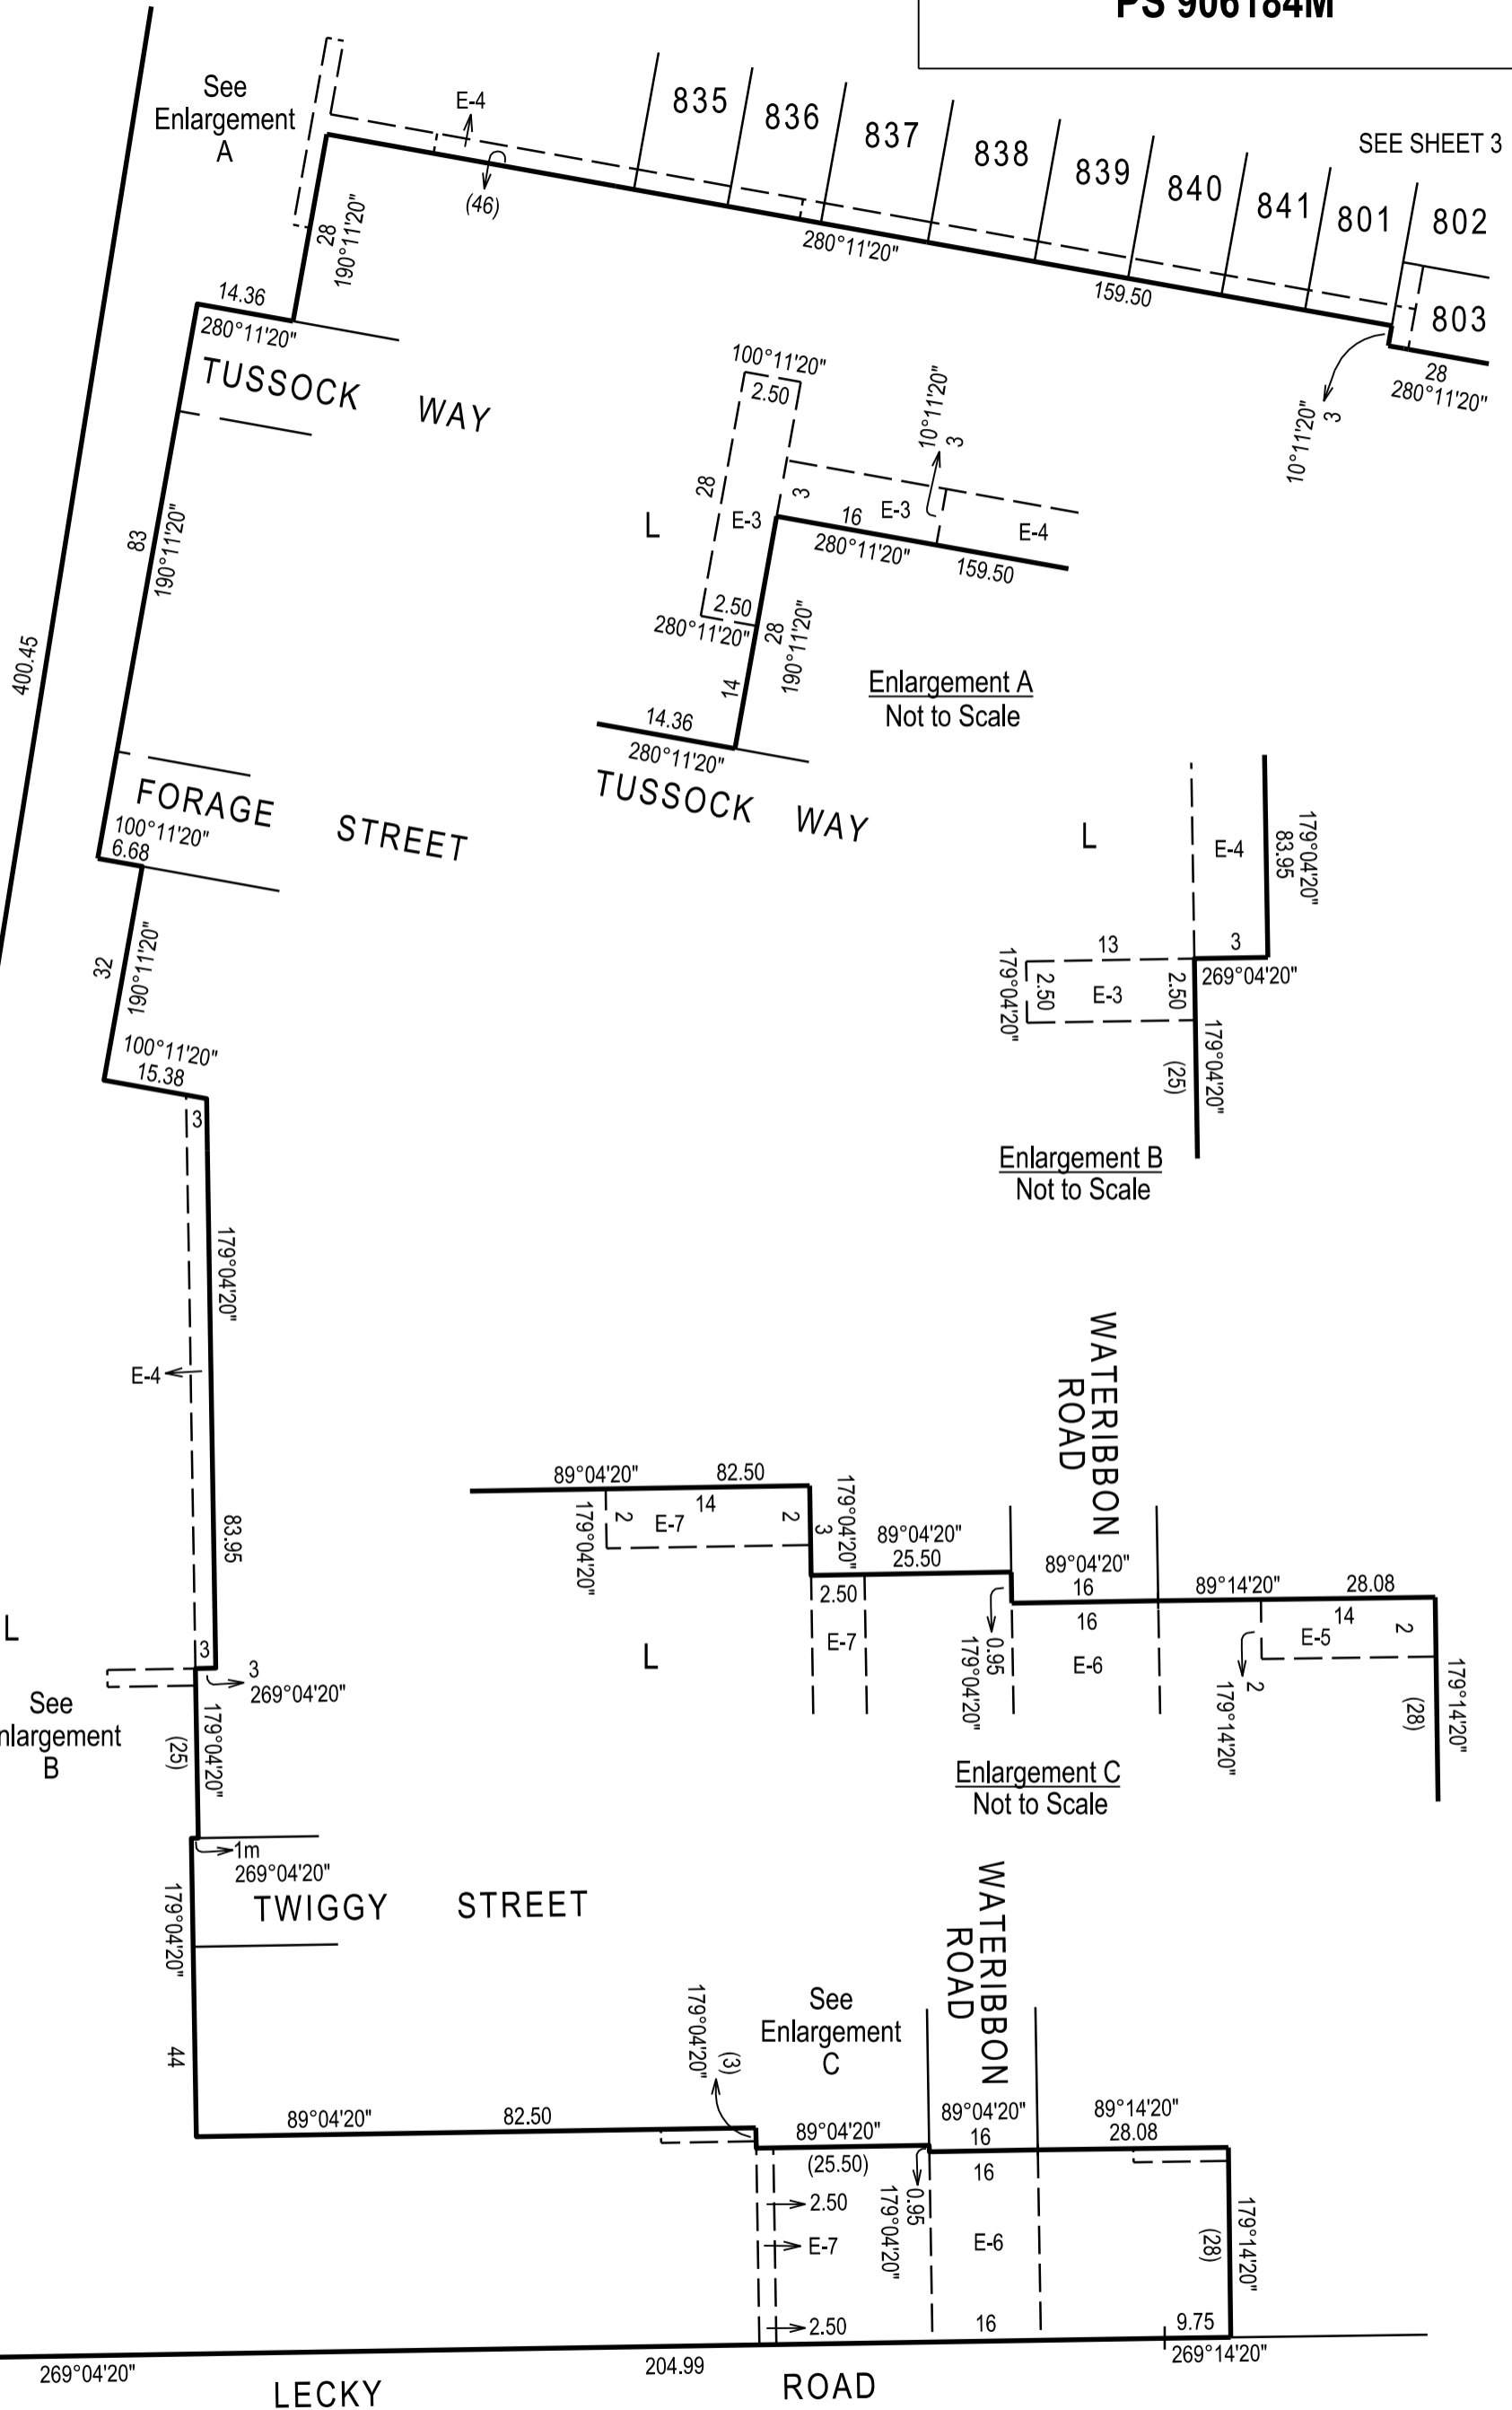 PS 906184M
See
Enlargement
A
E-4
(46)
835
836
837
838
839
840
841
801
802
803
SEE SHEET 3
28
190°11'20"
280°11'20"
159.50
28
280°11'20"
10°11'20"
3
14.36
280°11'20"
TUSSOCK WAY
83
190°11'20"
400.45
100°11'20"
2.50
28
L
E-3
3
16
E-3
10°11'20"
3
E-4
280°11'20"
159.50
2.50
280°11'20"
28
190°11'20"
14
14.36
280°11'20"
TUSSOCK WAY
Enlargement A
Not to Scale
FORAGE STREET
100°11'20"
6.68
32
190°11'20"
100°11'20"
15.38
3
L
E-4
179°04'20"
83.95
13
3
269°04'20"
179°04'20"
2.50
E-3
2.50
179°04'20"
(25)
Enlargement B
Not to Scale
179°04'20"
E-4
83.95
L
3
3
269°04'20"
See
nlargement
B
179°04'20"
(25)
1m
269°04'20"
TWIGGY STREET
179°04'20"
44
WATERIBBON
ROAD
89°04'20"
82.50
179°04'20"
2
14
E-7
2
3
179°04'20"
89°04'20"
25.50
89°04'20"
16
16
89°14'20"
28.08
2.50
E-7
L
0.95
179°04'20"
E-6
14
E-5
2
2
179°14'20"
179°14'20"
(28)
Enlargement C
Not to Scale
WATERIBBON
ROAD
See
Enlargement
C
179°04'20"
(3)
89°04'20"
82.50
89°04'20"
(25.50)
89°04'20"
16
16
89°14'20"
28.08
2.50
E-7
2.50
0.95
179°04'20"
E-6
16
179°14'20"
(28)
9.75
269°14'20"
269°04'20"
204.99
LECKY ROAD